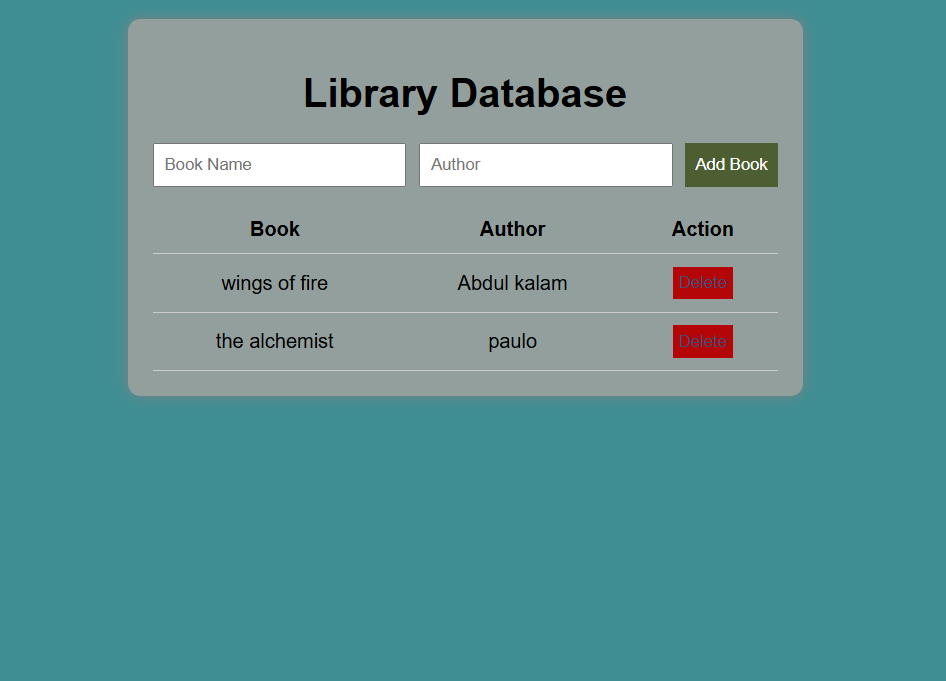 Library Database
Book Name Author Add Book
Book Author Action
wings of fire Abdul kalam Delete
the alchemist paulo Delete